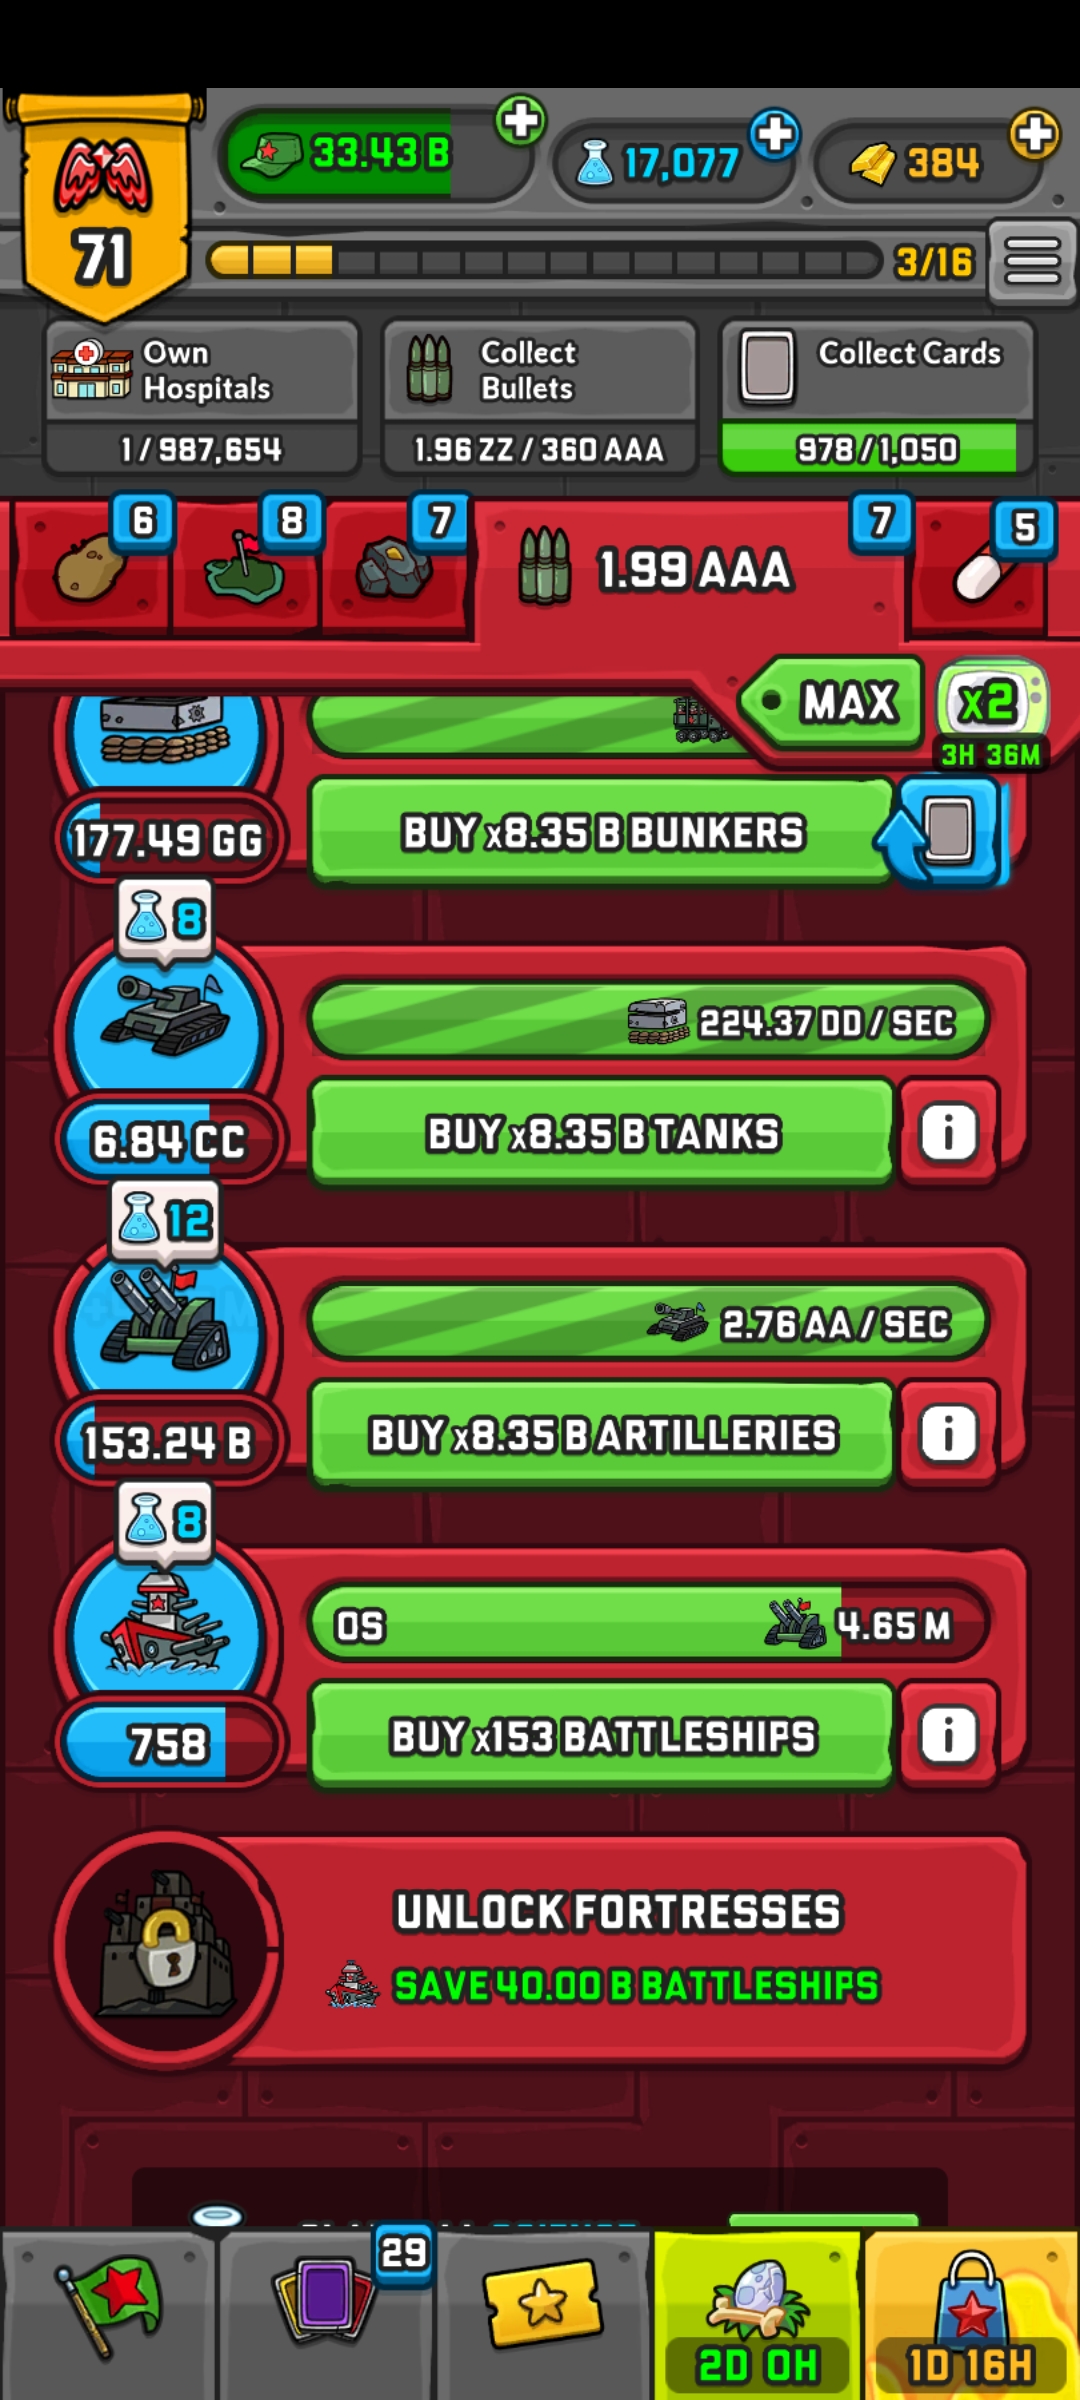 33.43 B
17,077
384
71
3/16
Own
Hospitals
1 / 987,654
Collect
Bullets
1.96 ZZ / 360 AAA
Collect Cards
978 / 1,050
6
8
7
1.99 AAA
7
5
MAX
x2
3H 36M
177.49 GG
BUY x8.35 B BUNKERS
8
224.37 DD / SEC
6.84 CC
BUY x8.35 B TANKS
12
2.76 AA / SEC
153.24 B
BUY x8.35 B ARTILLERIES
8
0S
4.65 M
758
BUY x153 BATTLESHIPS
UNLOCK FORTRESSES
SAVE 40.00 B BATTLESHIPS
29
2D 0H
1D 16H